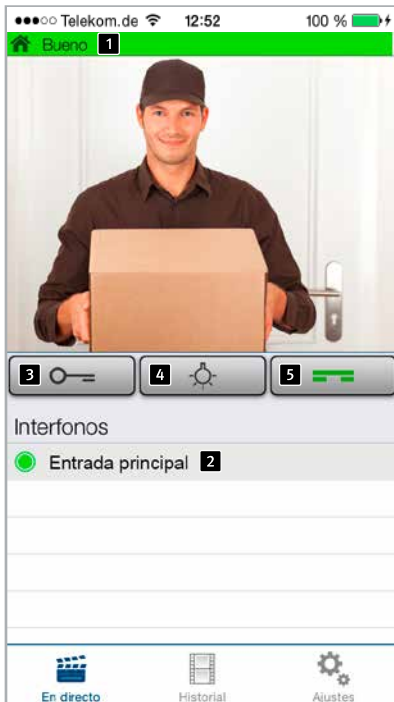 Telekom.de 12:52 100 %
Bueno 1
3 4 5
Interfonos
Entrada principal 2
En directo Historial Ajustes